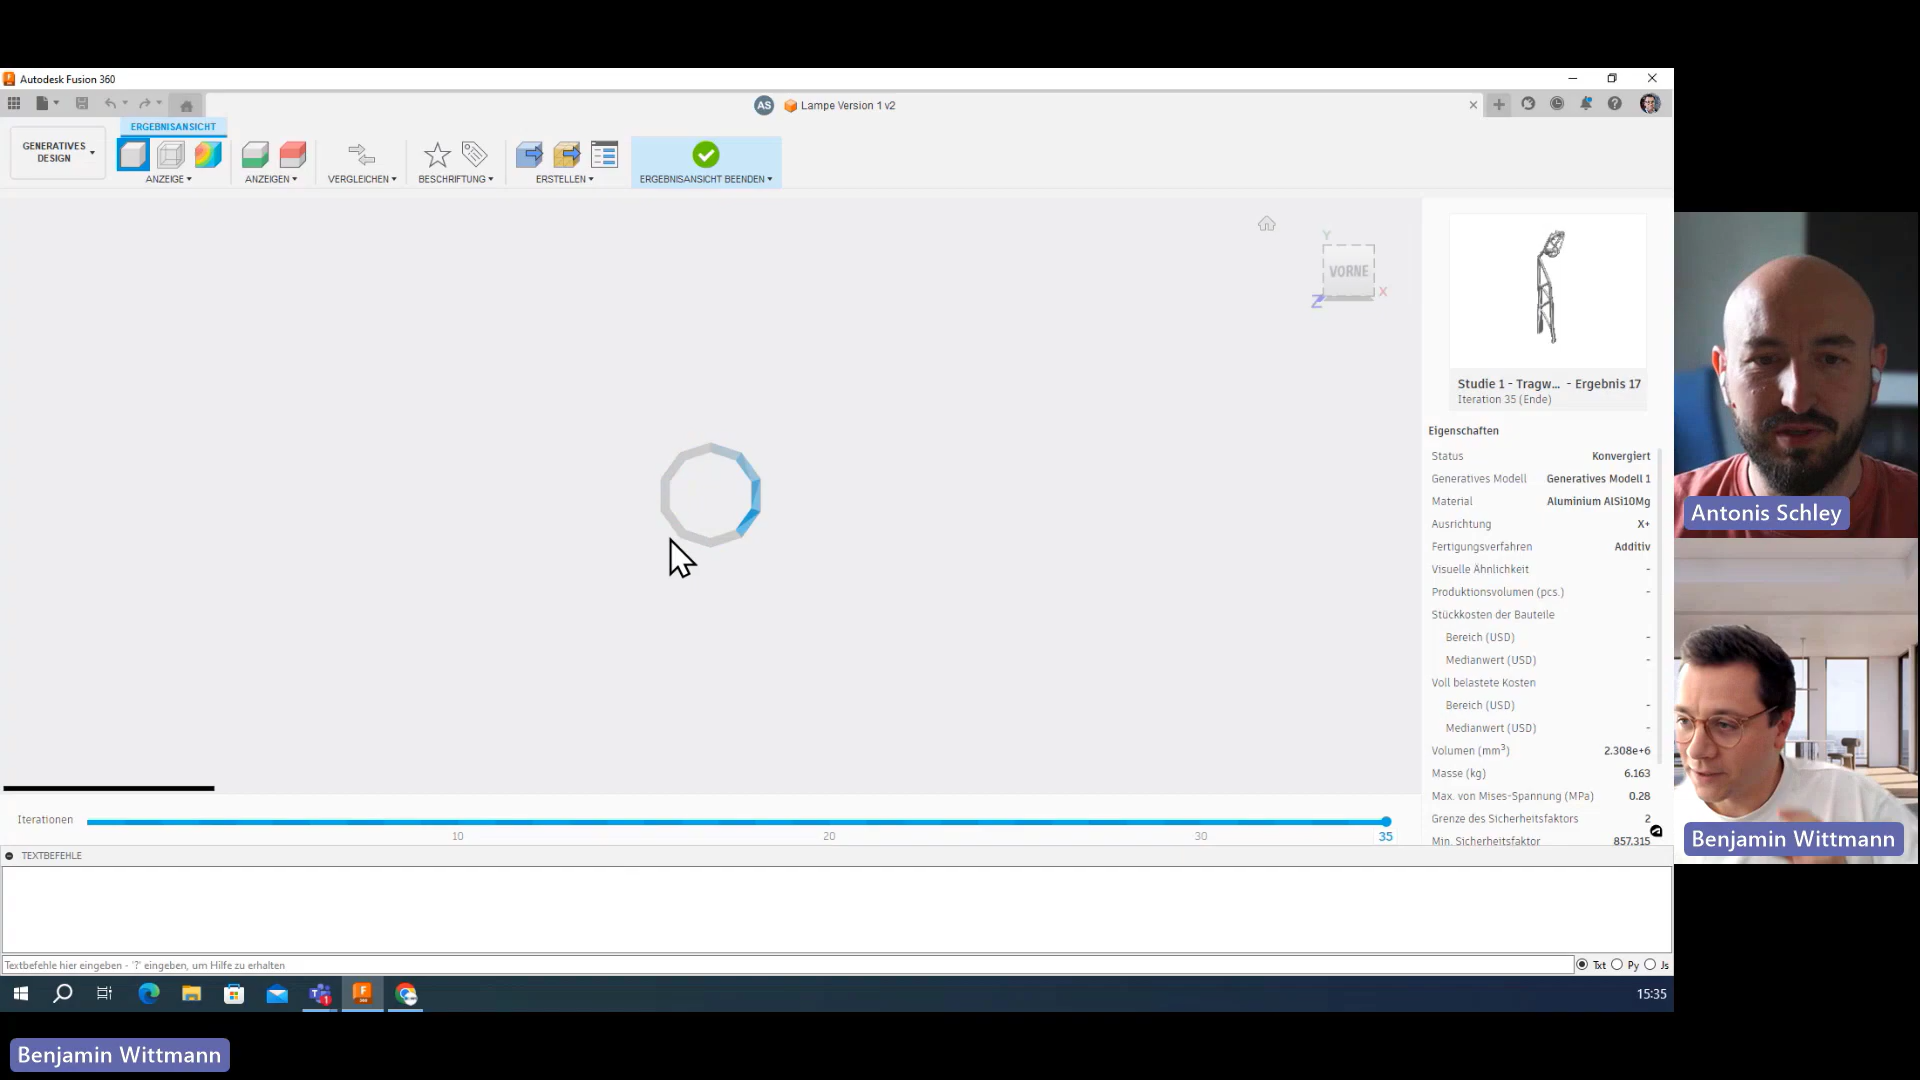 Autodesk Fusion 360
AS Lampe Version 1 v2
ERGEBNISANSICHT
GENERATIVES
DESIGN
ANZEIGE
ANZEIGEN
VERGLEICHEN
BESCHRIFTUNG
ERSTELLEN
ERGEBNISANSICHT BEENDEN
Y
VORNE
Z
X
Studie 1 - Tragw... - Ergebnis 17
Iteration 35 (Ende)
Eigenschaften
Status Konvergiert
Generatives Modell Generatives Modell 1
Material Aluminium AlSi10Mg
Ausrichtung X+
Fertigungsverfahren Additiv
Visuelle Ähnlichkeit -
Produktionsvolumen (pcs.) -
Stückkosten der Bauteile
Bereich (USD) -
Medianwert (USD) -
Voll belastete Kosten
Bereich (USD) -
Medianwert (USD) -
Volumen (mm³) 2.308e+6
Masse (kg) 6.163
Max. von Mises-Spannung (MPa) 0.28
Grenze des Sicherheitsfaktors 2
Min. Sicherheitsfaktor 857.315
Iterationen
10 20 30 35
TEXTBEFEHLE
Textbefehle hier eingeben - '?' eingeben, um Hilfe zu erhalten
Txt Py Js
15:35
Antonis Schley
Benjamin Wittmann
Benjamin Wittmann